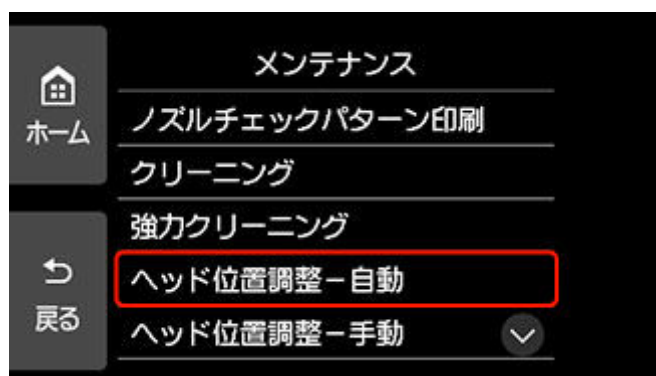 メンテナンス
ホーム
ノズルチェックパターン印刷
クリーニング
強力クリーニング
ヘッド位置調整－自動
戻る
ヘッド位置調整－手動